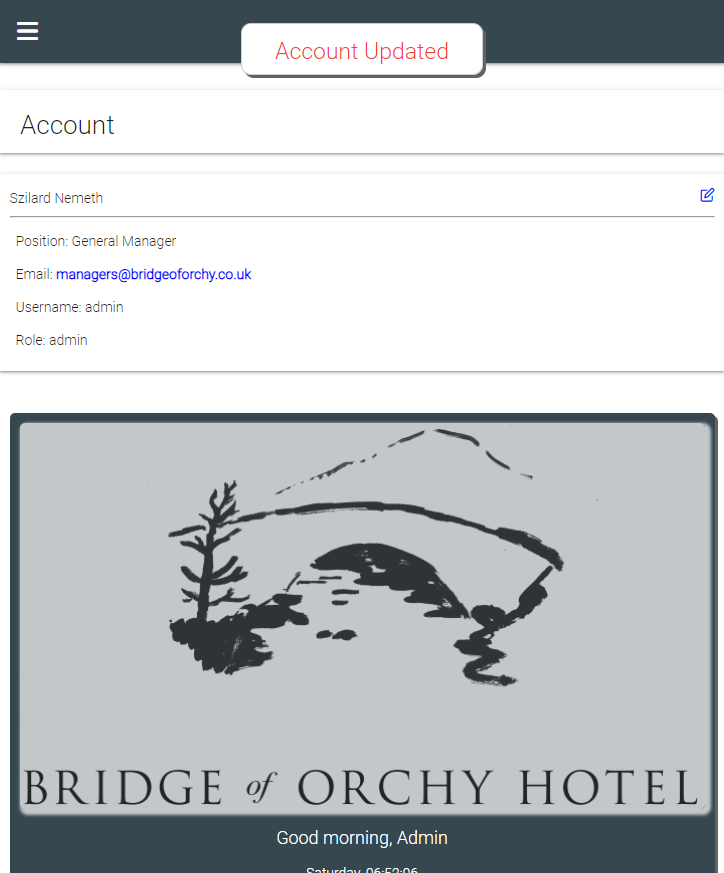 Account Updated
Account
Szilard Nemeth
Position: General Manager
Email: managers@bridgeoforchy.co.uk
Username: admin
Role: admin
BRIDGE of ORCHY HOTEL
Good morning, Admin
Saturday, 06:52:06